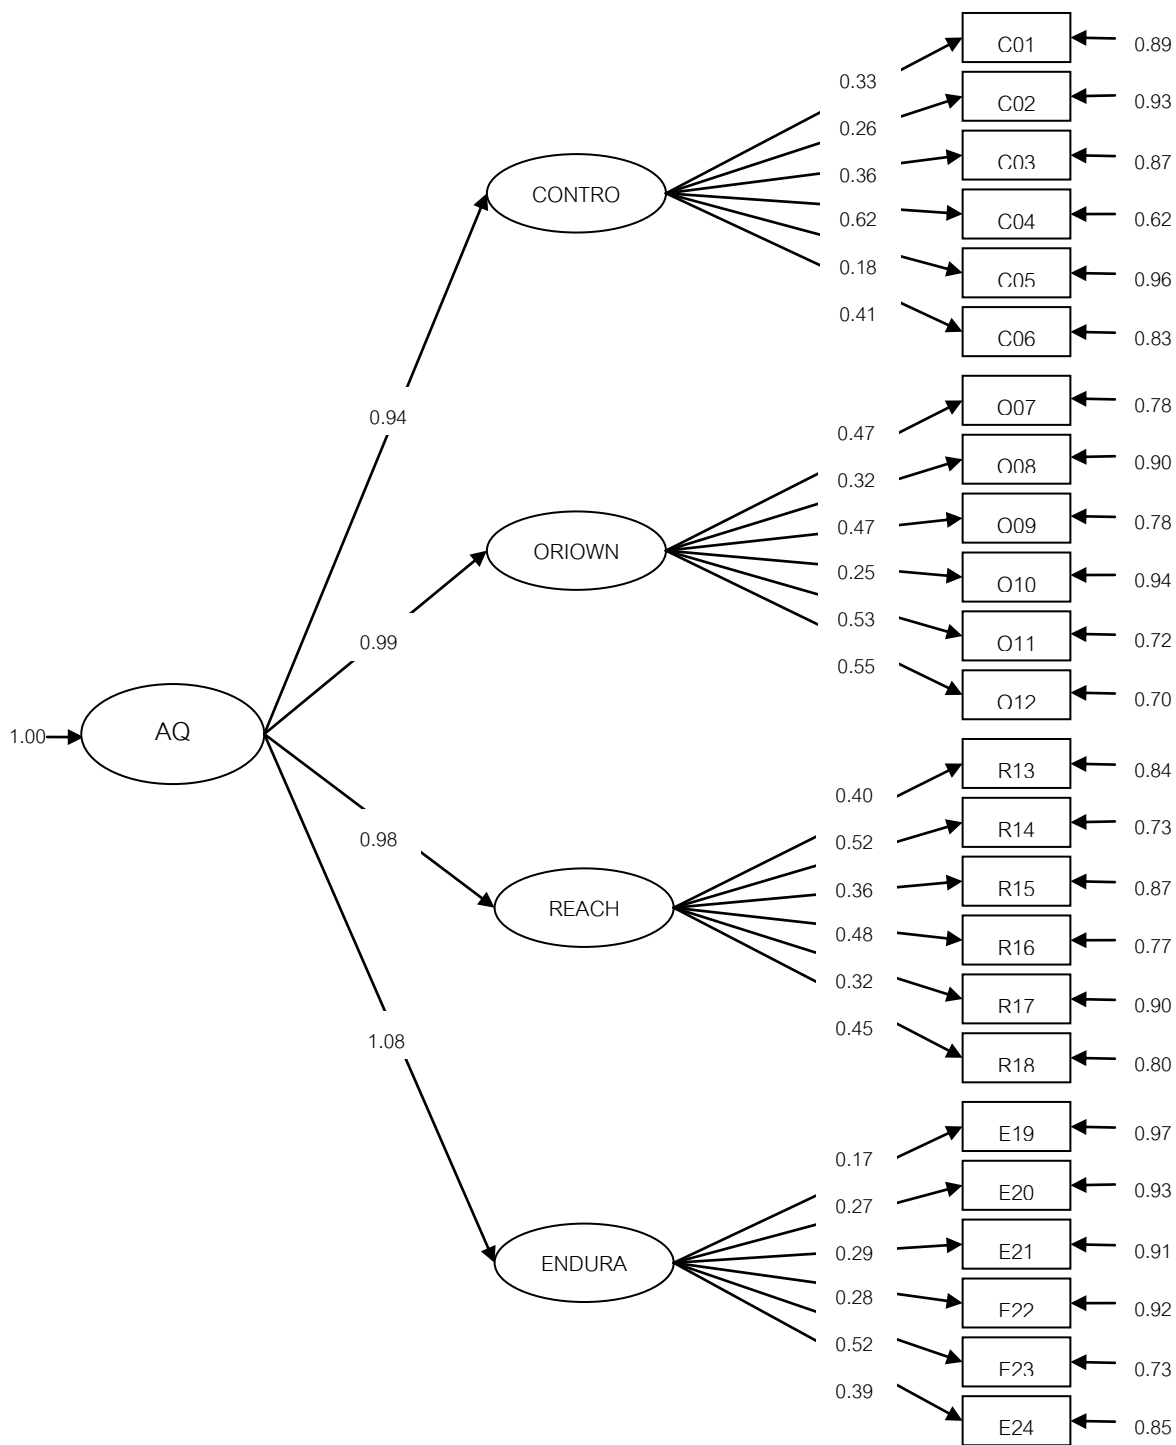 C01
0.89
0.33
C02
0.93
0.26
C03
0.87
0.36
CONTRO
C04
0.62
0.62
C05
0.96
0.18
C06
0.83
0.41
0.94
O07
0.78
0.47
O08
0.90
0.32
O09
0.78
0.47
ORIOWN
O10
0.94
0.25
O11
0.72
0.53
O12
0.70
0.55
0.99
1.00
AQ
R13
0.84
0.40
R14
0.73
0.52
0.98
R15
0.87
0.36
REACH
R16
0.77
0.48
R17
0.90
0.32
R18
0.80
0.45
1.08
E19
0.97
0.17
E20
0.93
0.27
E21
0.91
0.29
ENDURA
E22
0.92
0.28
E23
0.73
0.52
E24
0.85
0.39